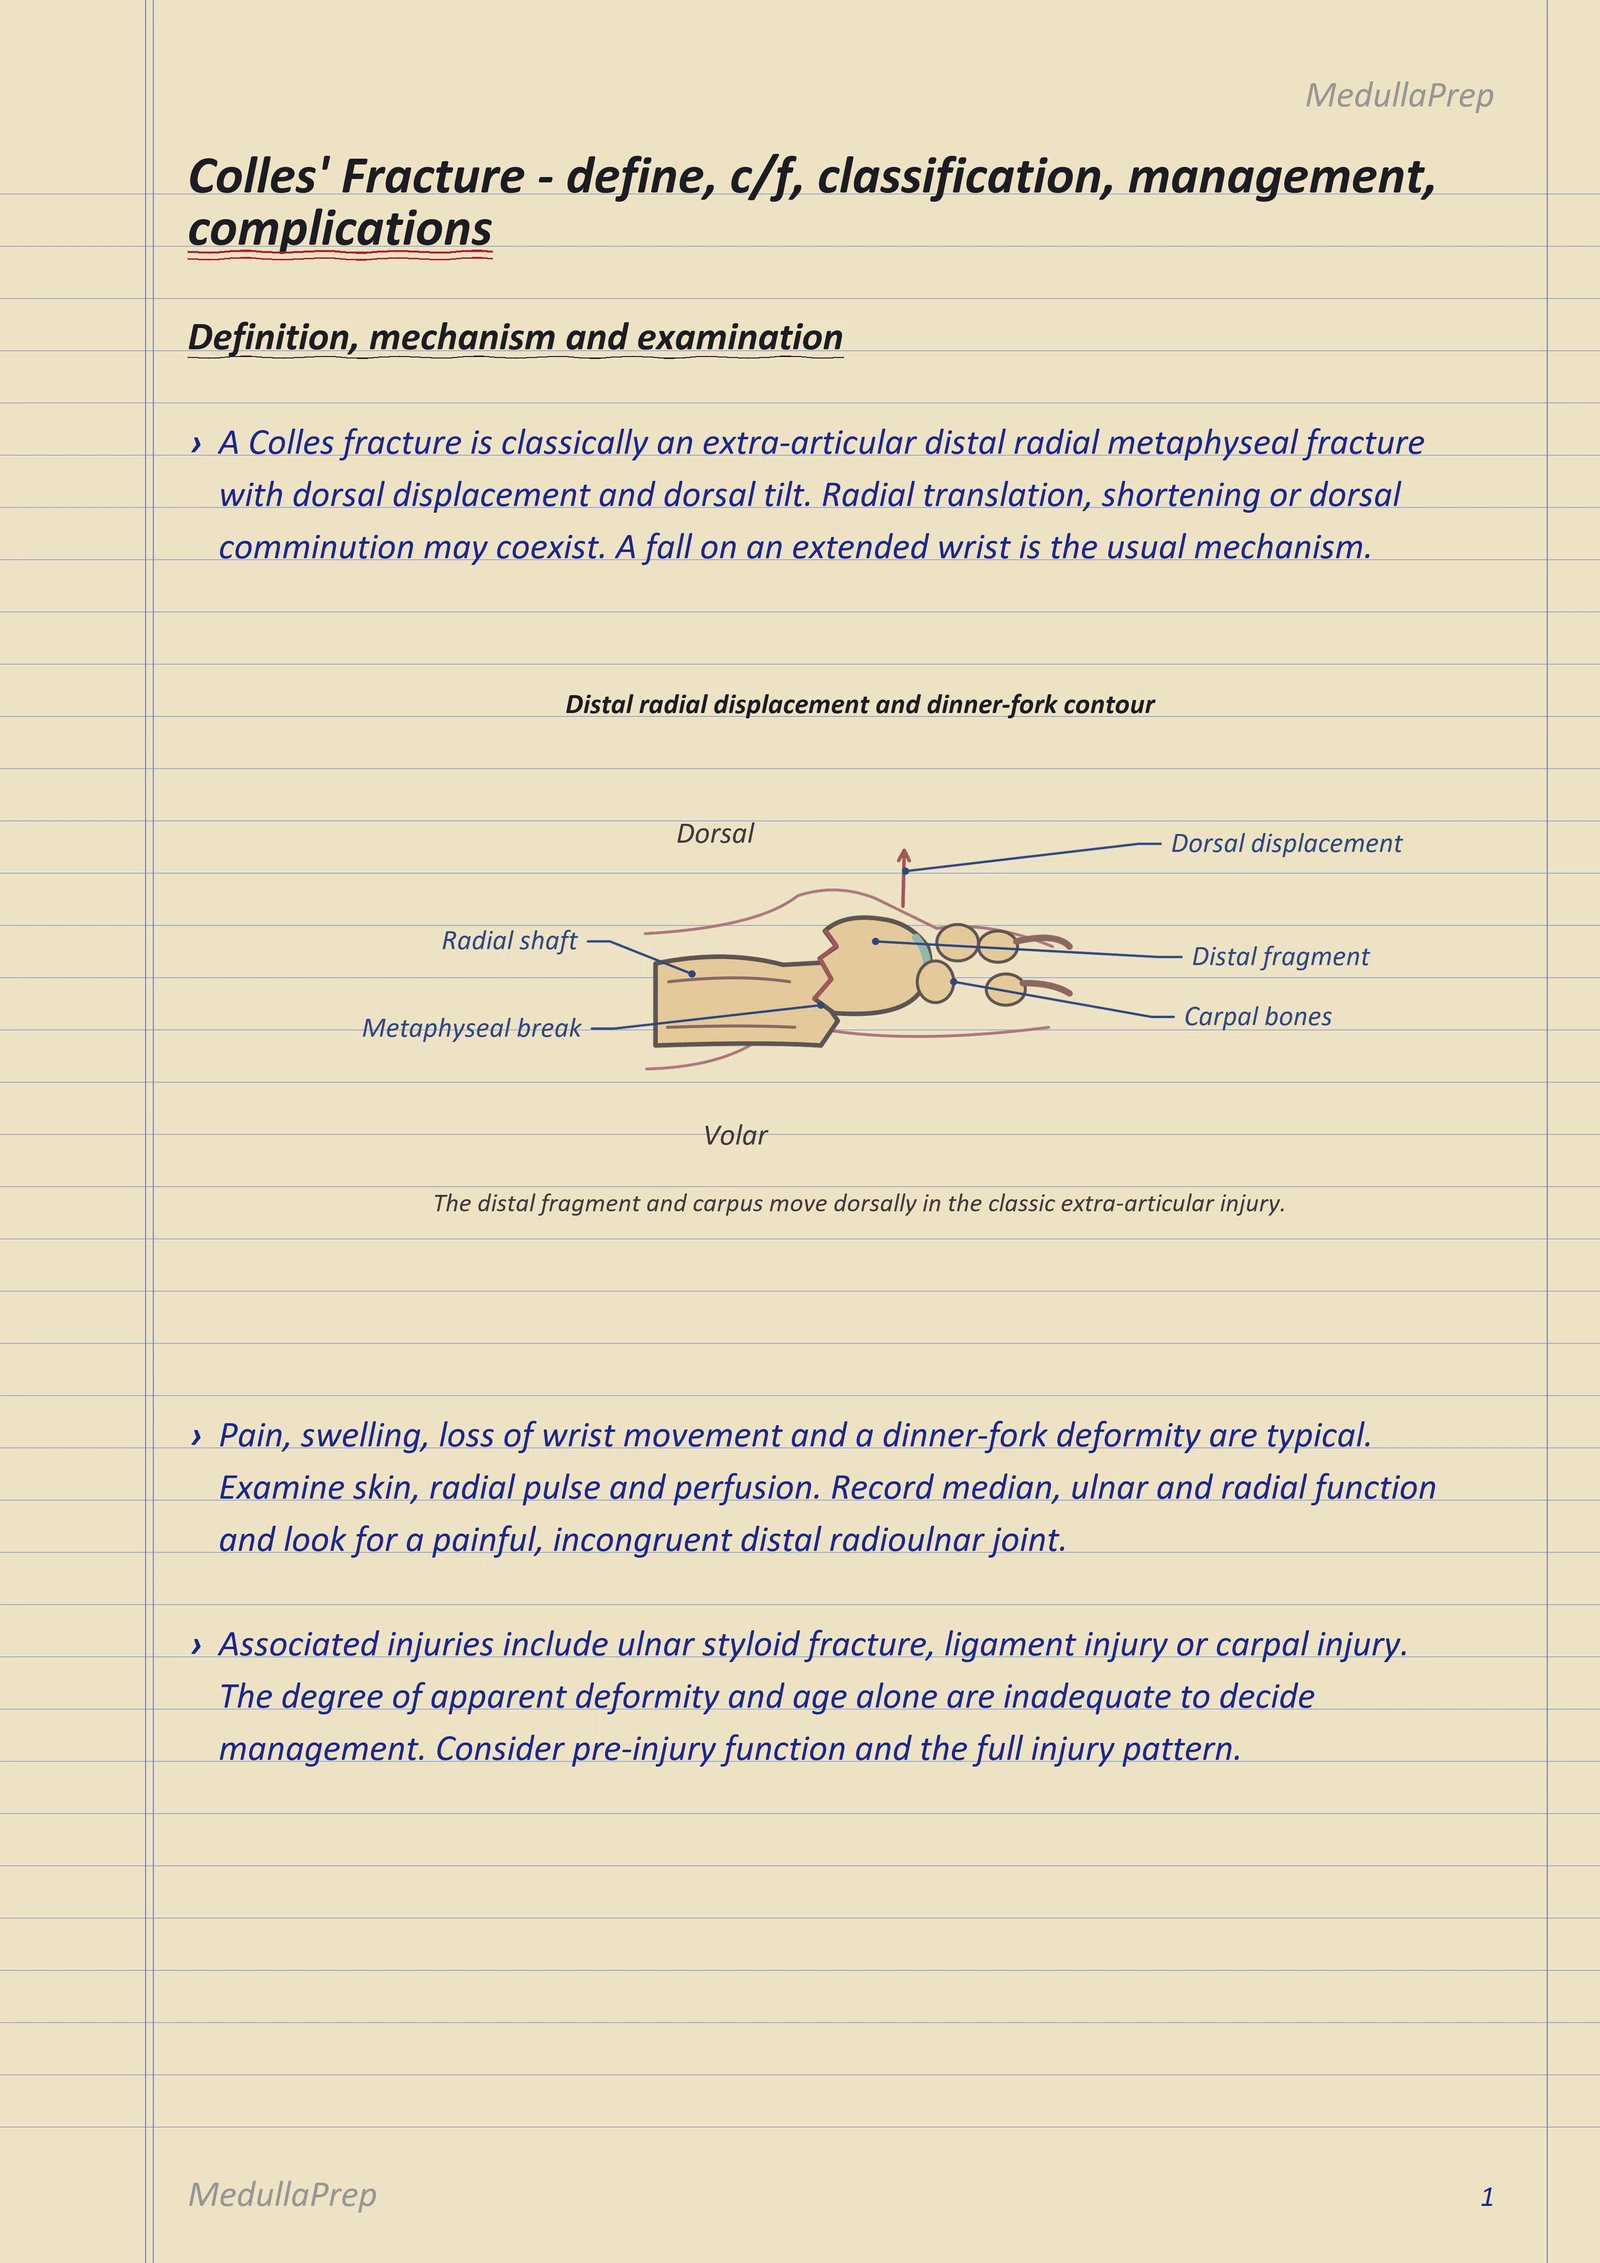 MedullaPrep
Colles' Fracture - define, c/f, classification, management,
complications
Definition, mechanism and examination
› A Colles fracture is classically an extra-articular distal radial metaphyseal fracture
with dorsal displacement and dorsal tilt. Radial translation, shortening or dorsal
comminution may coexist. A fall on an extended wrist is the usual mechanism.
Distal radial displacement and dinner-fork contour
Dorsal
Dorsal displacement
Radial shaft
Distal fragment
Carpal bones
Metaphyseal break
Volar
The distal fragment and carpus move dorsally in the classic extra-articular injury.
› Pain, swelling, loss of wrist movement and a dinner-fork deformity are typical.
Examine skin, radial pulse and perfusion. Record median, ulnar and radial function
and look for a painful, incongruent distal radioulnar joint.
› Associated injuries include ulnar styloid fracture, ligament injury or carpal injury.
The degree of apparent deformity and age alone are inadequate to decide
management. Consider pre-injury function and the full injury pattern.
MedullaPrep
1